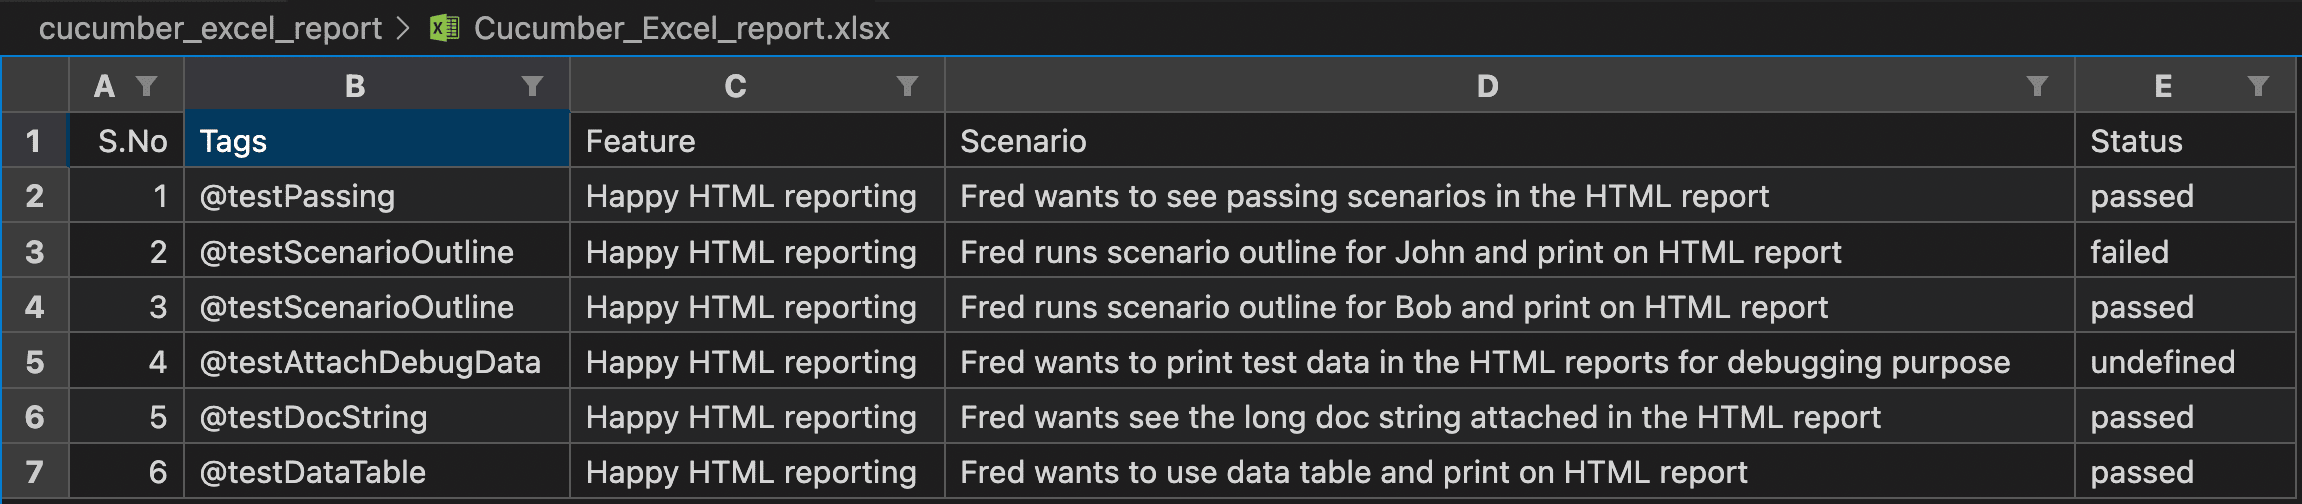 cucumber_excel_report > Cucumber_Excel_report.xlsx
A B C D E
1 S.No Tags Feature Scenario Status
2 1 @testPassing Happy HTML reporting Fred wants to see passing scenarios in the HTML report passed
3 2 @testScenarioOutline Happy HTML reporting Fred runs scenario outline for John and print on HTML report failed
4 3 @testScenarioOutline Happy HTML reporting Fred runs scenario outline for Bob and print on HTML report passed
5 4 @testAttachDebugData Happy HTML reporting Fred wants to print test data in the HTML reports for debugging purpose undefined
6 5 @testDocString Happy HTML reporting Fred wants see the long doc string attached in the HTML report passed
7 6 @testDataTable Happy HTML reporting Fred wants to use data table and print on HTML report passed